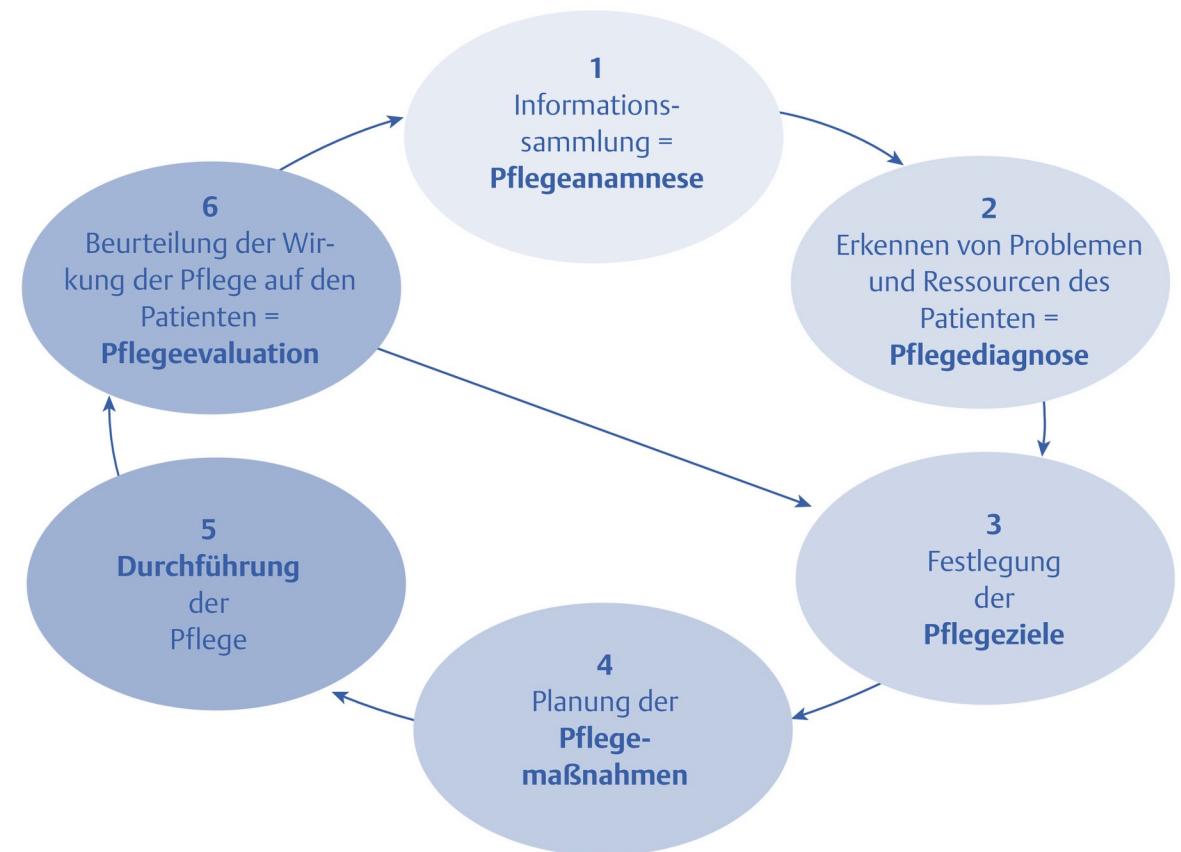 1
Informations-
sammlung =
Pflegeanamnese
2
Erkennen von Problemen
und Ressourcen des
Patienten =
Pflegediagnose
3
Festlegung
der
Pflegeziele
4
Planung der
Pflege-
maßnahmen
5
Durchführung
der
Pflege
6
Beurteilung der Wir-
kung der Pflege auf den
Patienten =
Pflegeevaluation